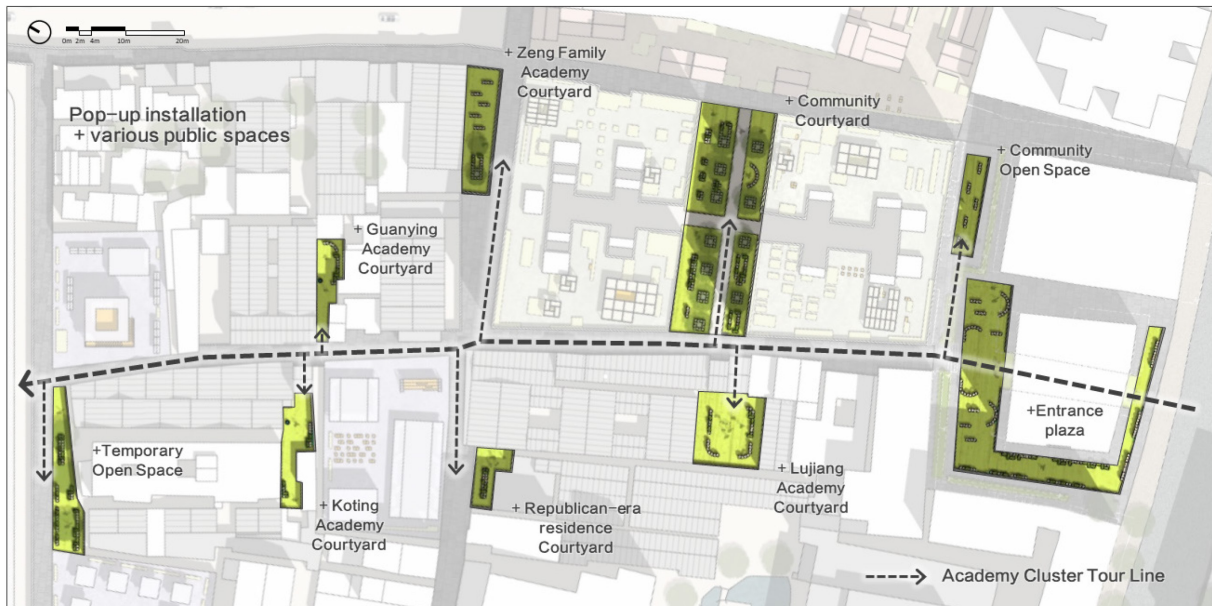 0m 2m 4m 10m 20m
Pop-up installation
+ various public spaces
+ Zeng Family
Academy
Courtyard
+ Community
Courtyard
+ Community
Open Space
+ Guanying
Academy
Courtyard
+Temporary
Open Space
+ Koting
Academy
Courtyard
+ Republican-era
residence
Courtyard
+ Lujiang
Academy
Courtyard
+Entrance
plaza
Academy Cluster Tour Line